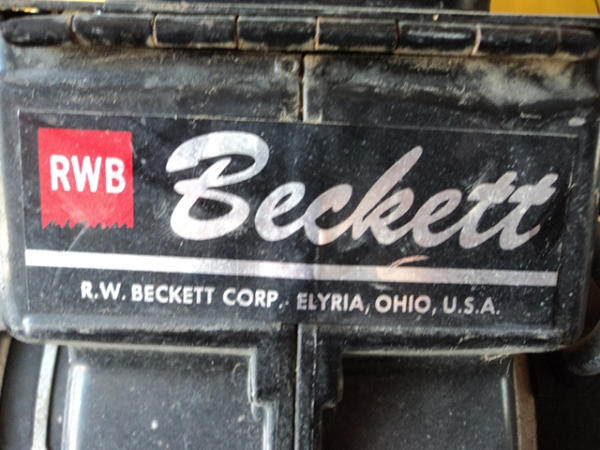 RWB
Beckett
R.W. BECKETT CORP. - ELYRIA, OHIO, U.S.A.